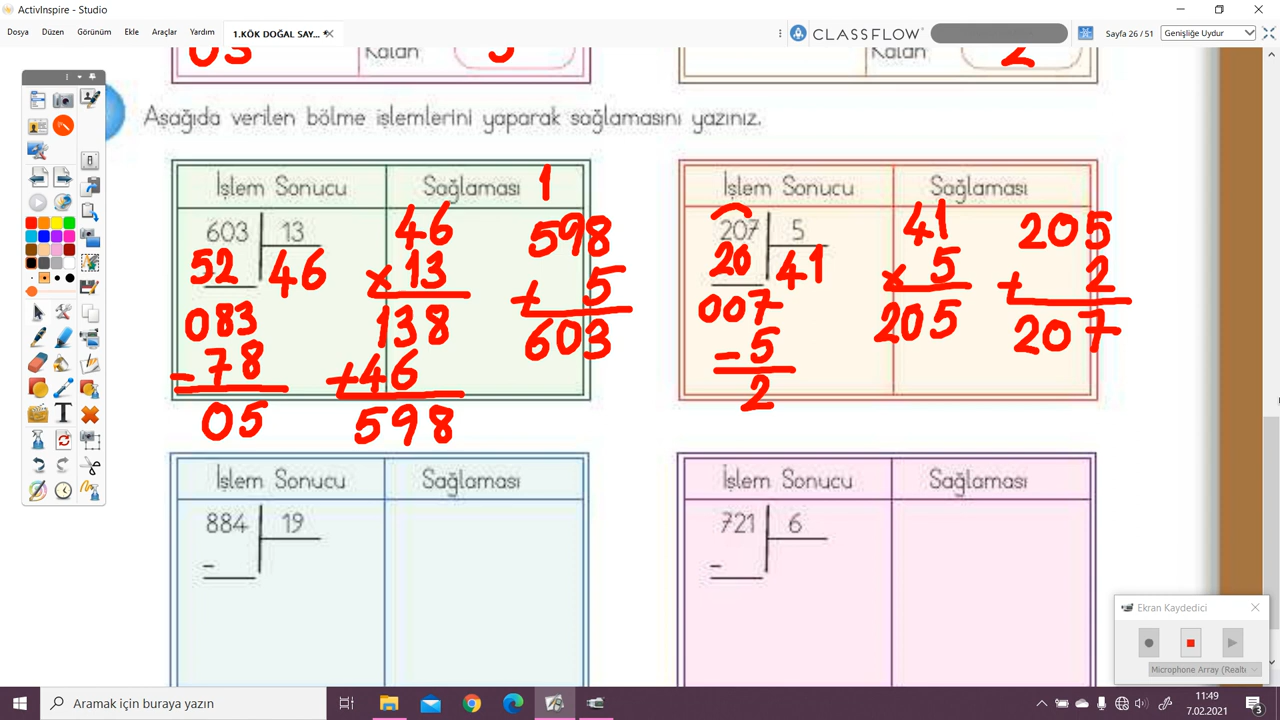 ActivInspire - Studio
Dosya Düzen Görünüm Ekle Araçlar Yardım 1.KÖK DOĞAL SAY... CLASSFLOW Sayfa 26 / 51 Genişliğe Uydur
03 Kalan 3
Kalan 2
Aşağıda verilen bölme işlemlerini yaparak sağlamasını yazınız.
İşlem Sonucu Sağlaması 1
603 13
52 46
083
- 78
05
46
x 13
138
+46
598
598
+ 5
603
İşlem Sonucu Sağlaması
207 5
20 41
007
- 5
2
41
x 5
205
205
+ 2
207
İşlem Sonucu Sağlaması
884 19
-
İşlem Sonucu Sağlaması
721 6
-
Ekran Kaydedici
Microphone Array (Realte
Aramak için buraya yazın
11:49
7.02.2021
3